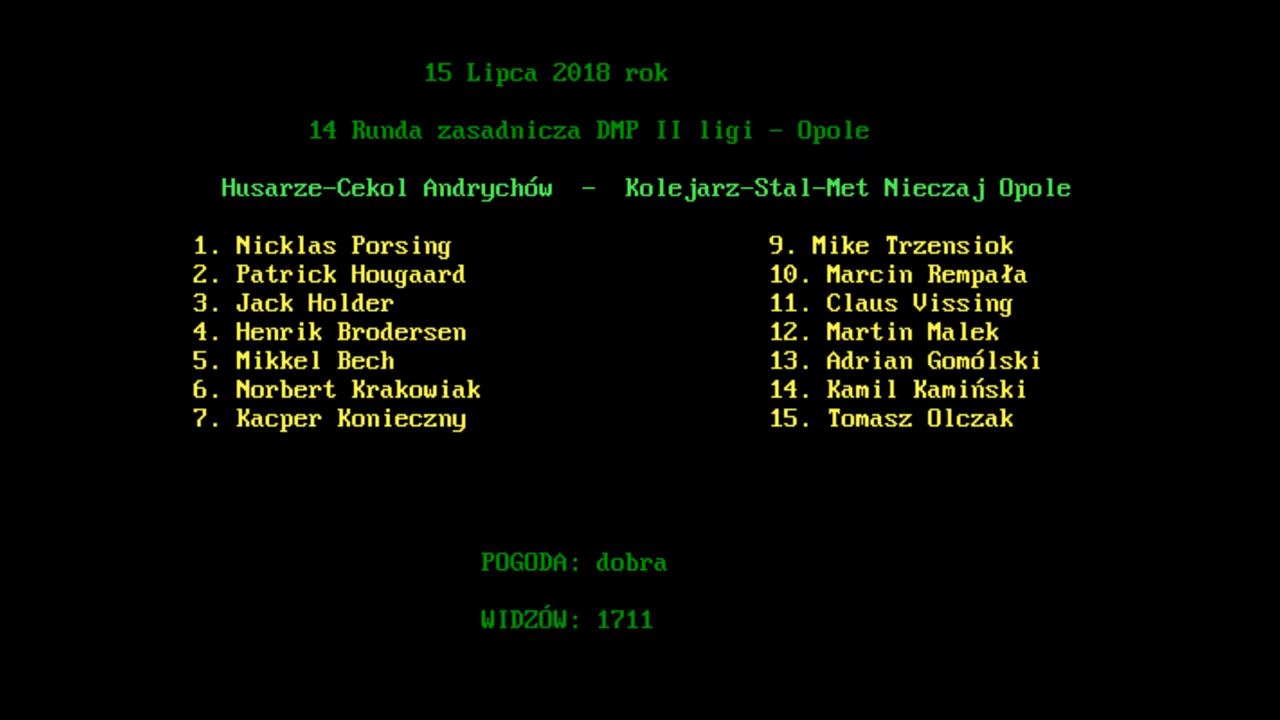 15 Lipca 2018 rok
14 Runda zasadnicza DMP II ligi - Opole
Husarze-Cekol Andrychów - Kolejarz-Stal-Met Nieczaj Opole
1. Nicklas Porsing 9. Mike Trzensiok
2. Patrick Hougaard 10. Marcin Rempała
3. Jack Holder 11. Claus Vissing
4. Henrik Brodersen 12. Martin Malek
5. Mikkel Bech 13. Adrian Gomólski
6. Norbert Krakowiak 14. Kamil Kamiński
7. Kacper Konieczny 15. Tomasz Olczak
POGODA: dobra
WIDZÓW: 1711